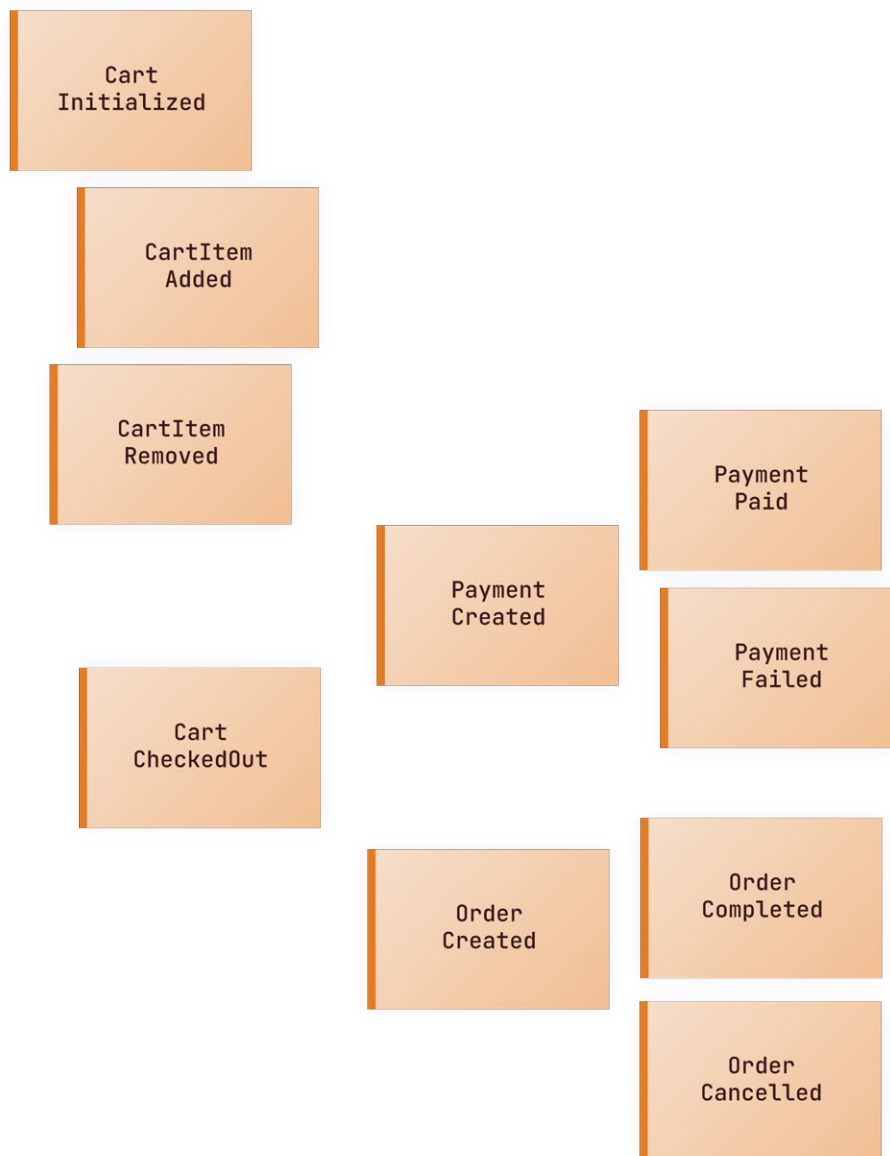 Cart
Initialized
CartItem
Added
CartItem
Removed
Cart
CheckedOut
Payment
Created
Order
Created
Payment
Paid
Payment
Failed
Order
Completed
Order
Cancelled